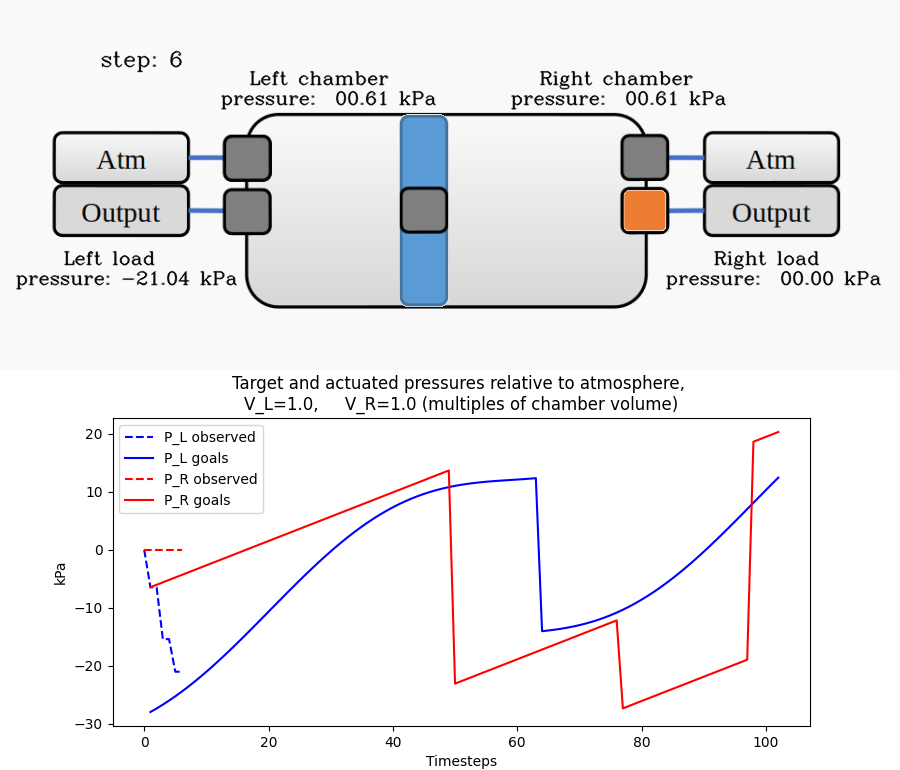 step: 6
Left chamber
pressure: 00.61 kPa
Right chamber
pressure: 00.61 kPa
Atm
Output
Atm
Output
Left load
pressure: −21.04 kPa
Right load
pressure: 00.00 kPa
Target and actuated pressures relative to atmosphere,
V_L=1.0, V_R=1.0 (multiples of chamber volume)
P_L observed
P_L goals
P_R observed
P_R goals
kPa
20
10
0
−10
−20
−30
0 20 40 60 80 100
Timesteps